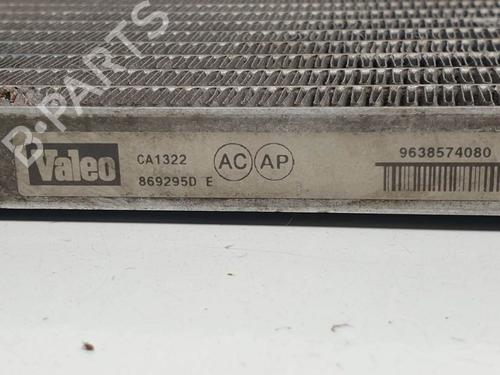 B-PARTS
Valeo
CA1322
869295D E
AC AP
9638574080